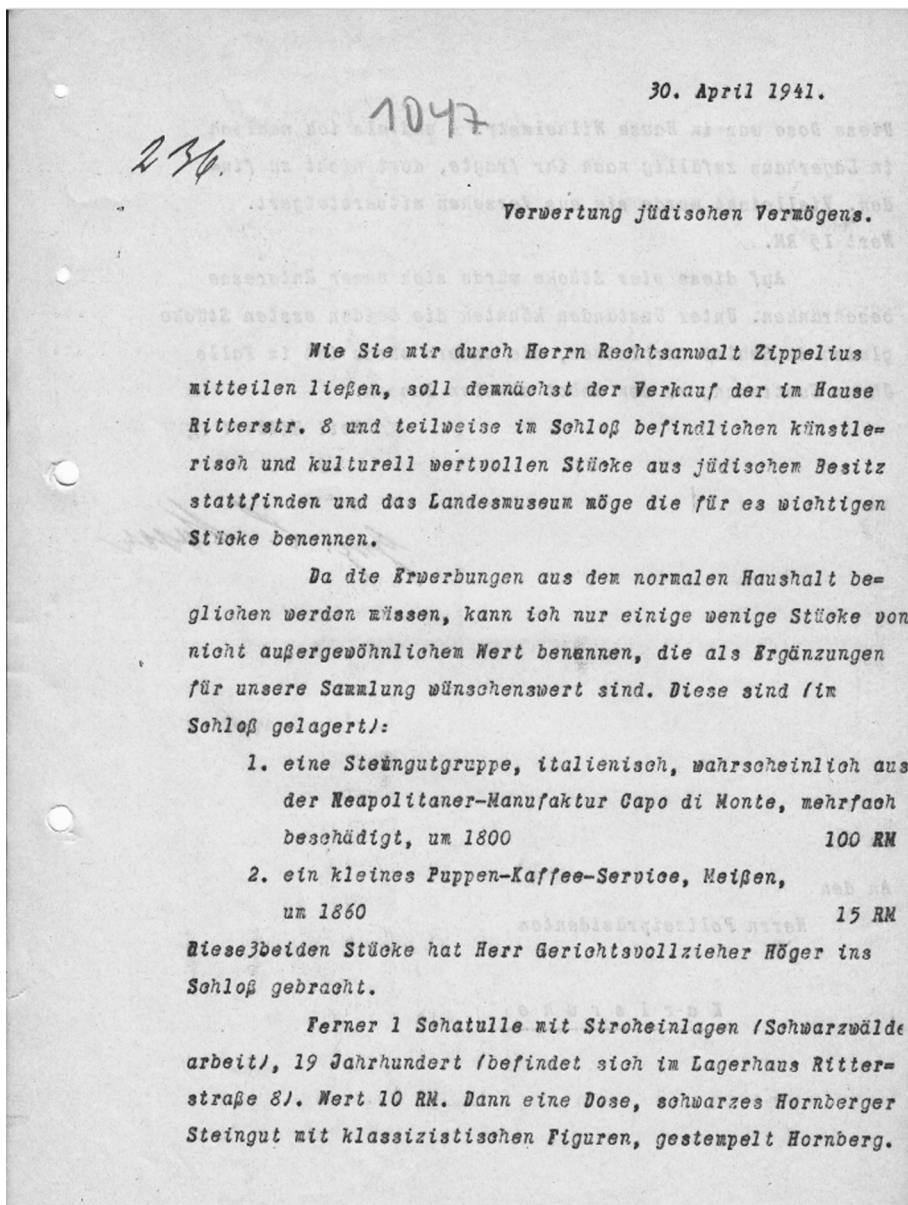 30. April 1941.
1047
236.
Verwertung jüdischen Vermögens.
Wie Sie mir durch Herrn Rechtsanwalt Zippelius
mitteilen ließen, soll demnächst der Verkauf der im Hause
Ritterstr. 8 und teilweise im Schloß befindlichen künstle=
risch und kulturell wertvollen Stücke aus jüdischem Besitz
stattfinden und das Landesmuseum möge die für es wichtigen
Stücke benennen.
Da die Erwerbungen aus dem normalen Haushalt be=
glichen werden müssen, kann ich nur einige wenige Stücke von
nicht außergewöhnlichem Wert benennen, die als Ergänzungen
für unsere Sammlung wünschenswert sind. Diese sind (im
Schloß gelagert):
1. eine Steingutgruppe, italienisch, wahrscheinlich aus
der Neapolitaner-Manufaktur Capo di Monte, mehrfach
beschädigt, um 1800 100 RM
2. ein kleines Puppen-Kaffee-Service, Meißen,
um 1860 15 RM
Diese3beiden Stücke hat Herr Gerichtsvollzieher Höger ins
Schloß gebracht.
Ferner 1 Schatulle mit Stroheinlagen (Schwarzwälde
arbeit), 19 Jahrhundert (befindet sich im Lagerhaus Ritter=
straße 8). Wert 10 RM. Dann eine Dose, schwarzes Hornberger
Steingut mit klassizistischen Figuren, gestempelt Hornberg.